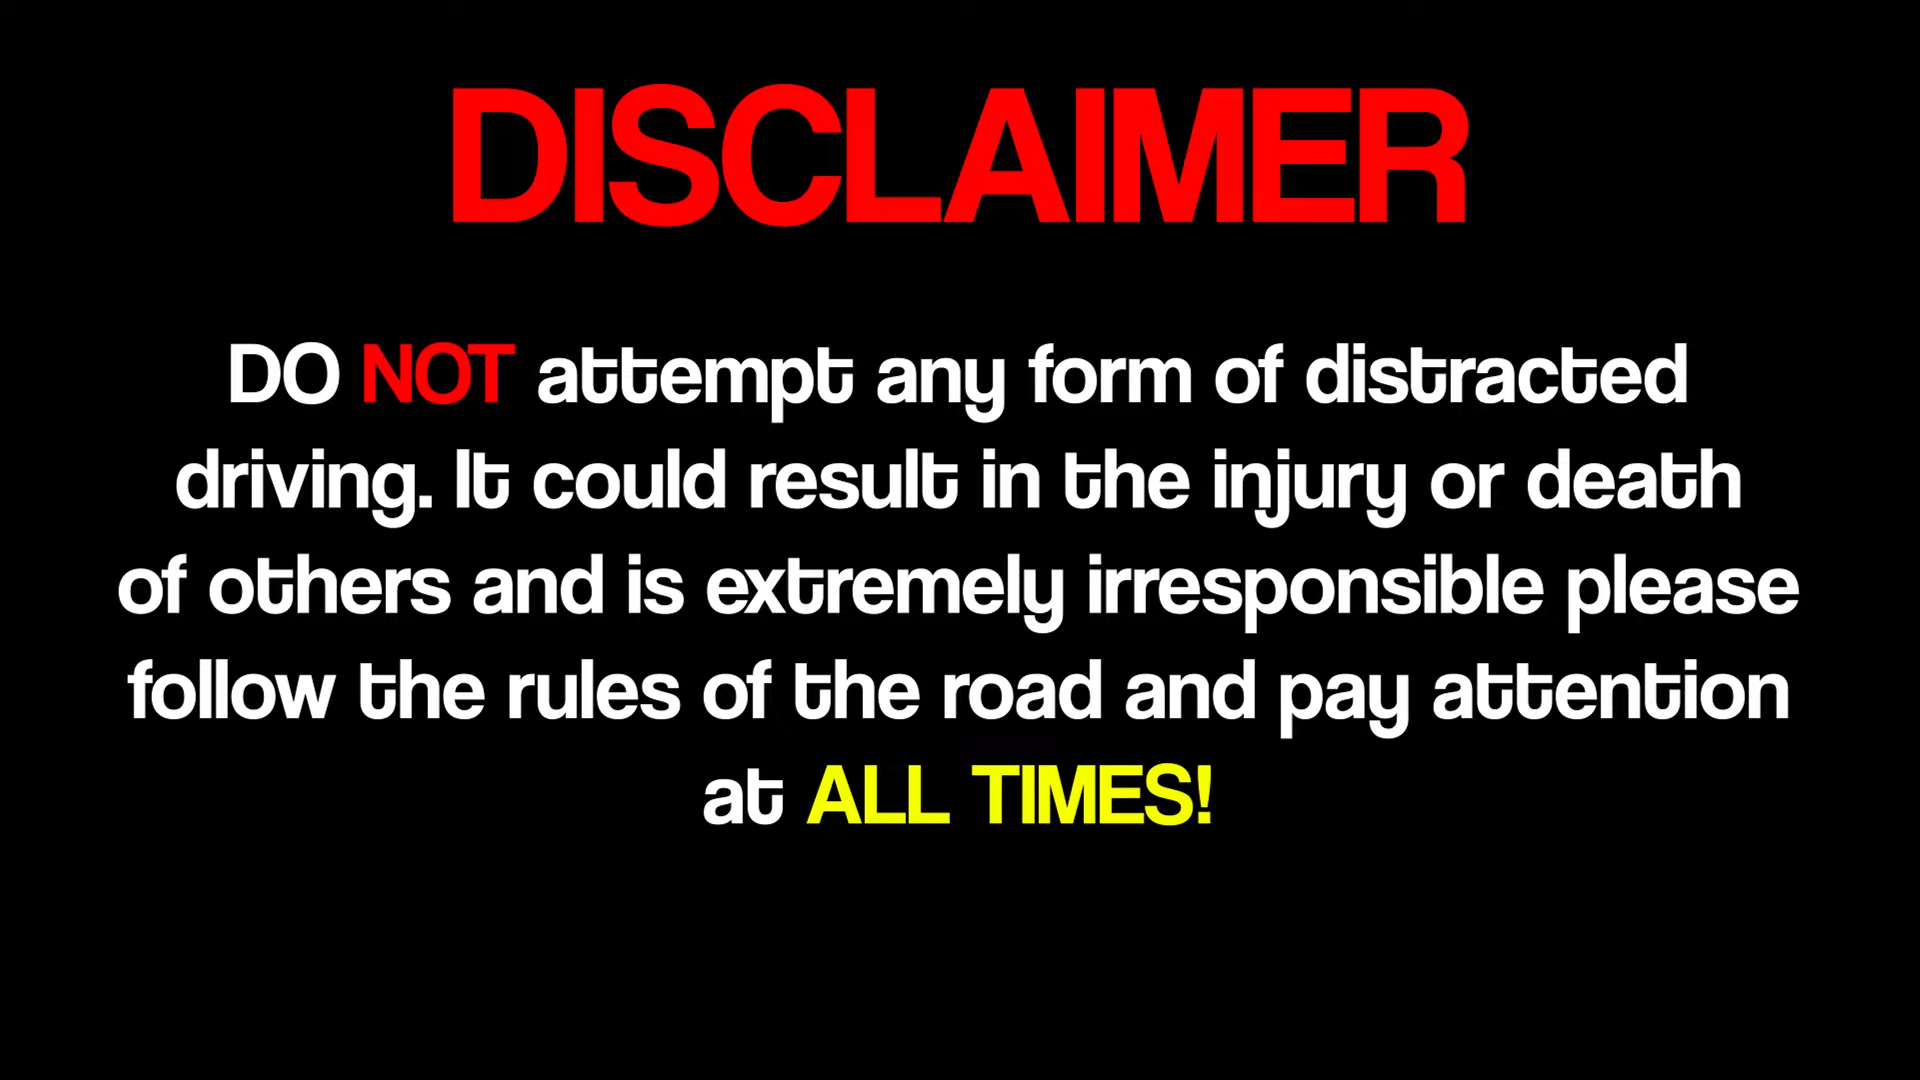 DISCLAIMER
DO NOT attempt any form of distracted
driving. It could result in the injury or death
of others and is extremely irresponsible please
follow the rules of the road and pay attention
at ALL TIMES!